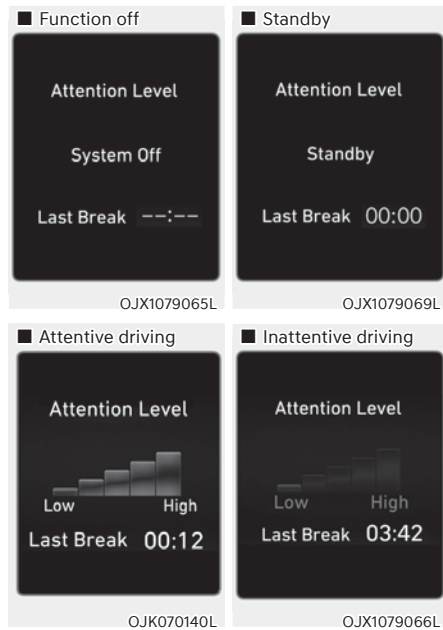 ■ Function off
Attention Level
System Off
Last Break --:--
OJX1079065L
■ Standby
Attention Level
Standby
Last Break 00:00
OJX1079069L
■ Attentive driving
Attention Level
Low High
Last Break 00:12
OJK070140L
■ Inattentive driving
Attention Level
Low High
Last Break 03:42
OJX1079066L